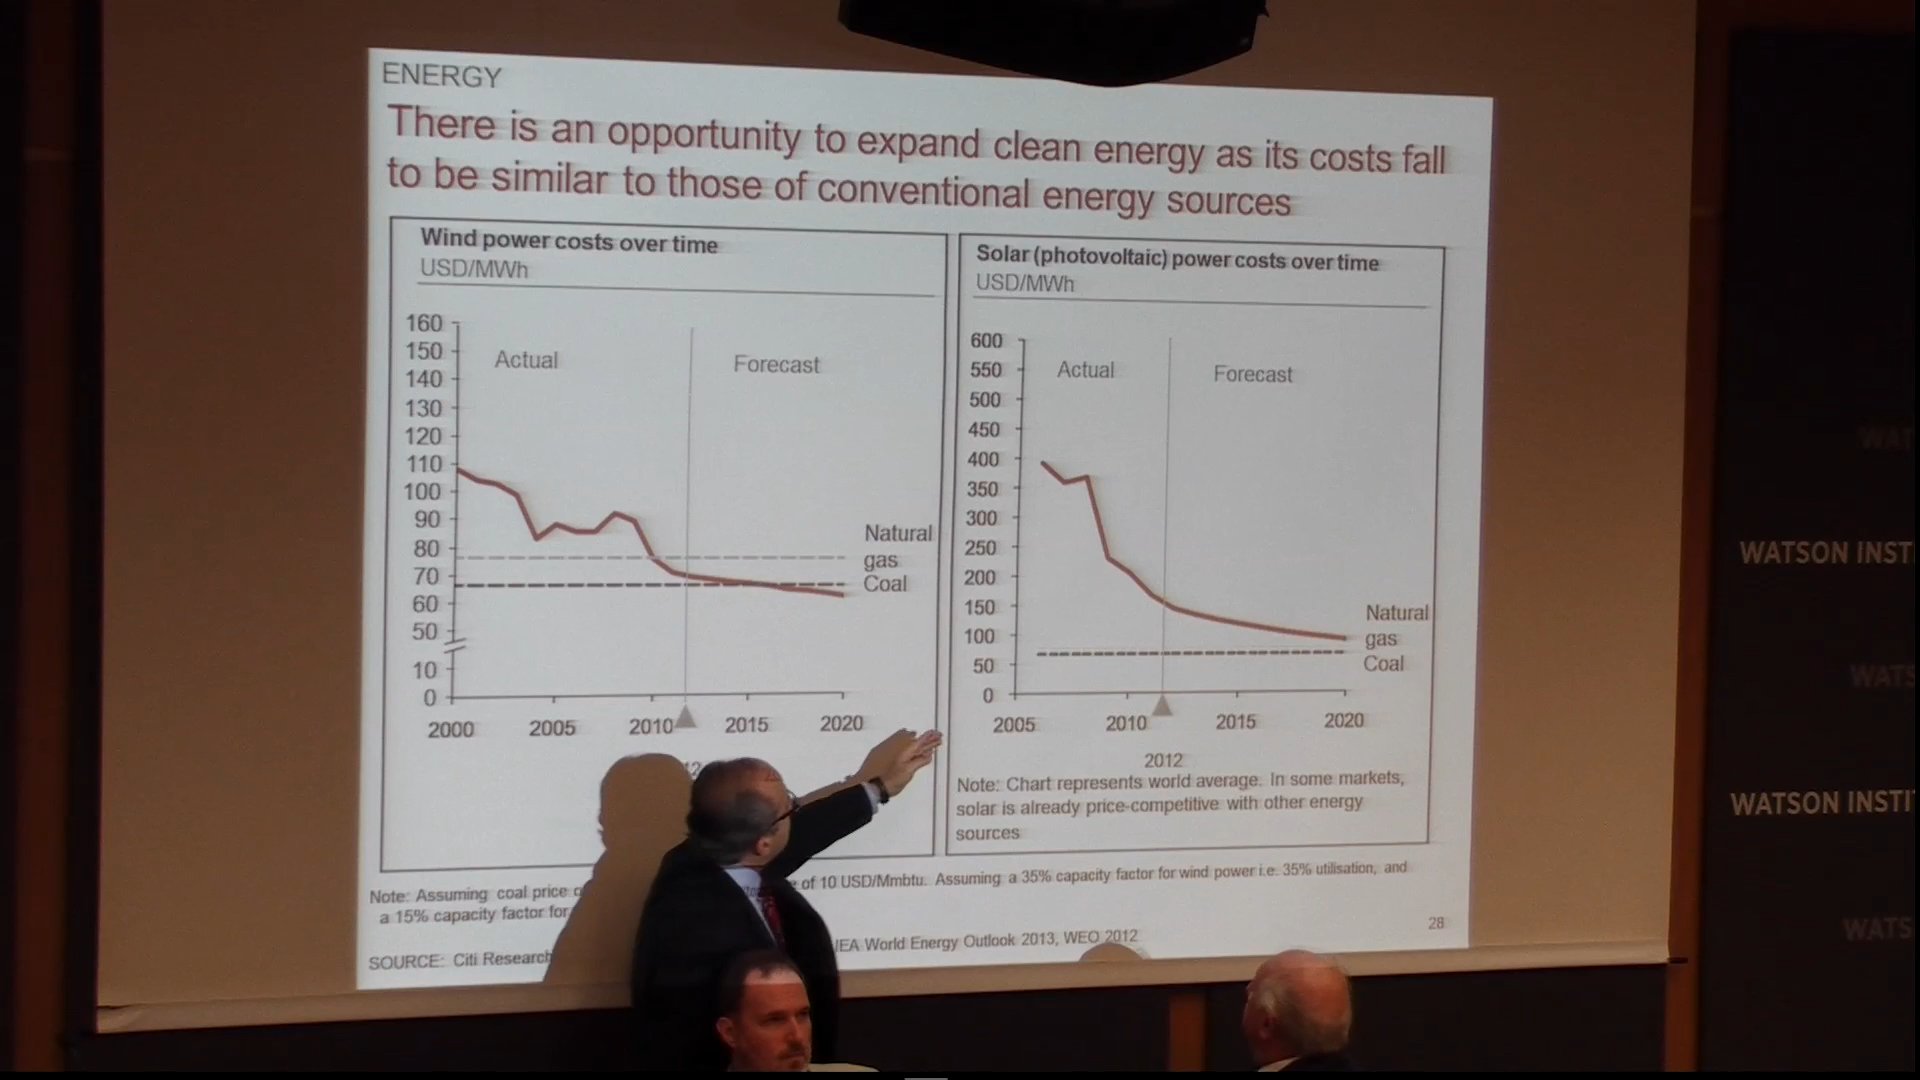 ENERGY
There is an opportunity to expand clean energy as its costs fall
to be similar to those of conventional energy sources
Wind power costs over time
USD/MWh
160
150
140
130
120
110
100
90
80
70
60
50
10
0
Actual
Forecast
Natural
gas
Coal
2000 2005 2010 2015 2020
Solar (photovoltaic) power costs over time
USD/MWh
600
550
500
450
400
350
300
250
200
150
100
50
0
Actual
Forecast
Natural
gas
Coal
2005 2010 2015 2020
2012
Note: Chart represents world average. In some markets,
solar is already price-competitive with other energy
sources
Note: Assuming coal price of 10 USD/Mmbtu. Assuming a 35% capacity factor for wind power i.e. 35% utilisation, and
a 15% capacity factor for
SOURCE: Citi Research IEA World Energy Outlook 2013, WEO 2012
28
WAT
WATSON INST
WATS
WATSON INSTI
WATS